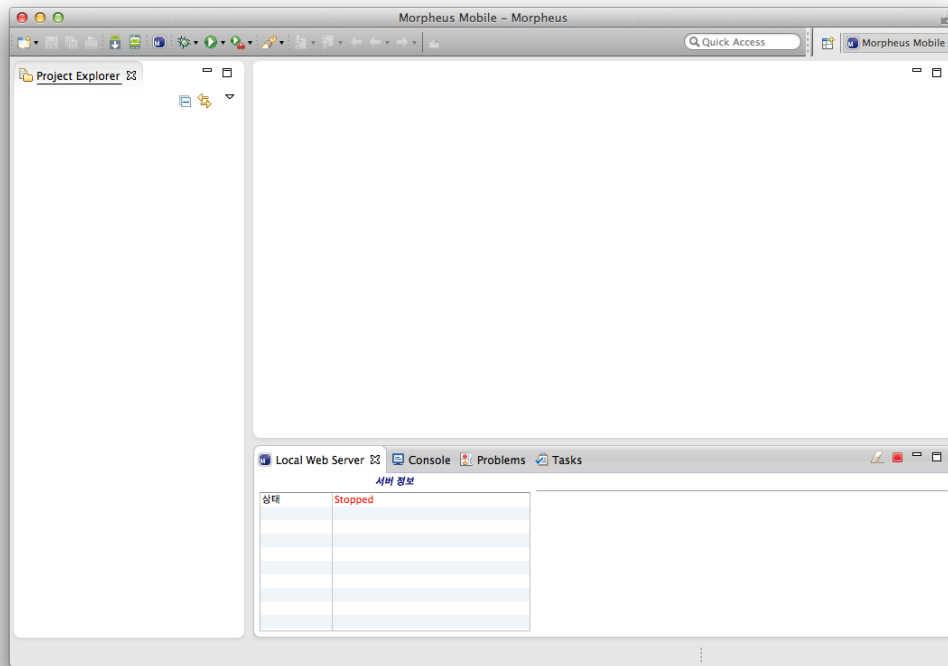 Morpheus Mobile – Morpheus
Quick Access
Morpheus Mobile
Project Explorer
Local Web Server
Console
Problems
Tasks
서버 정보
상태
Stopped